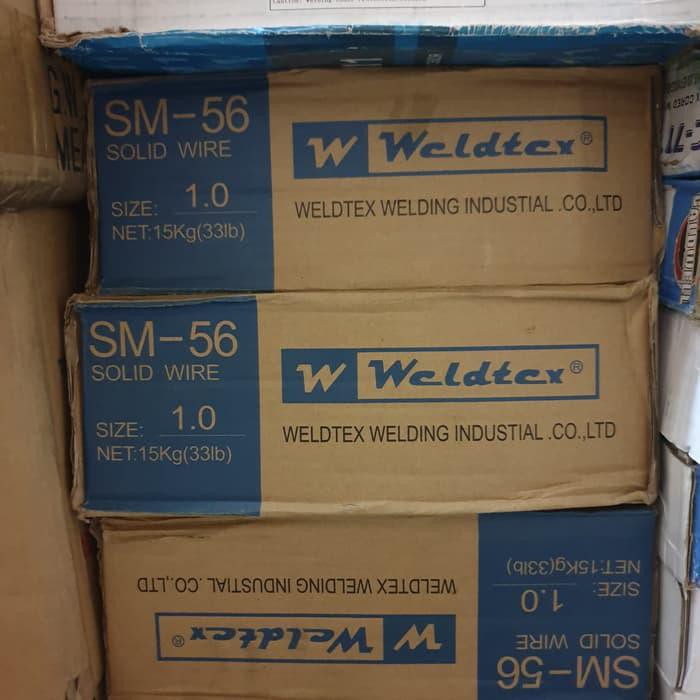 SM-56
SOLID WIRE
SIZE: 1.0
NET:15Kg(33lb)
W Weldtex®
WELDTEX WELDING INDUSTIAL .CO.,LTD
SM-56
SOLID WIRE
SIZE: 1.0
NET:15Kg(33lb)
W Weldtex®
WELDTEX WELDING INDUSTIAL .CO.,LTD
SM-56
SOLID WIRE
SIZE: 1.0
NET:15Kg(33lb)
W Weldtex®
WELDTEX WELDING INDUSTIAL .CO.,LTD